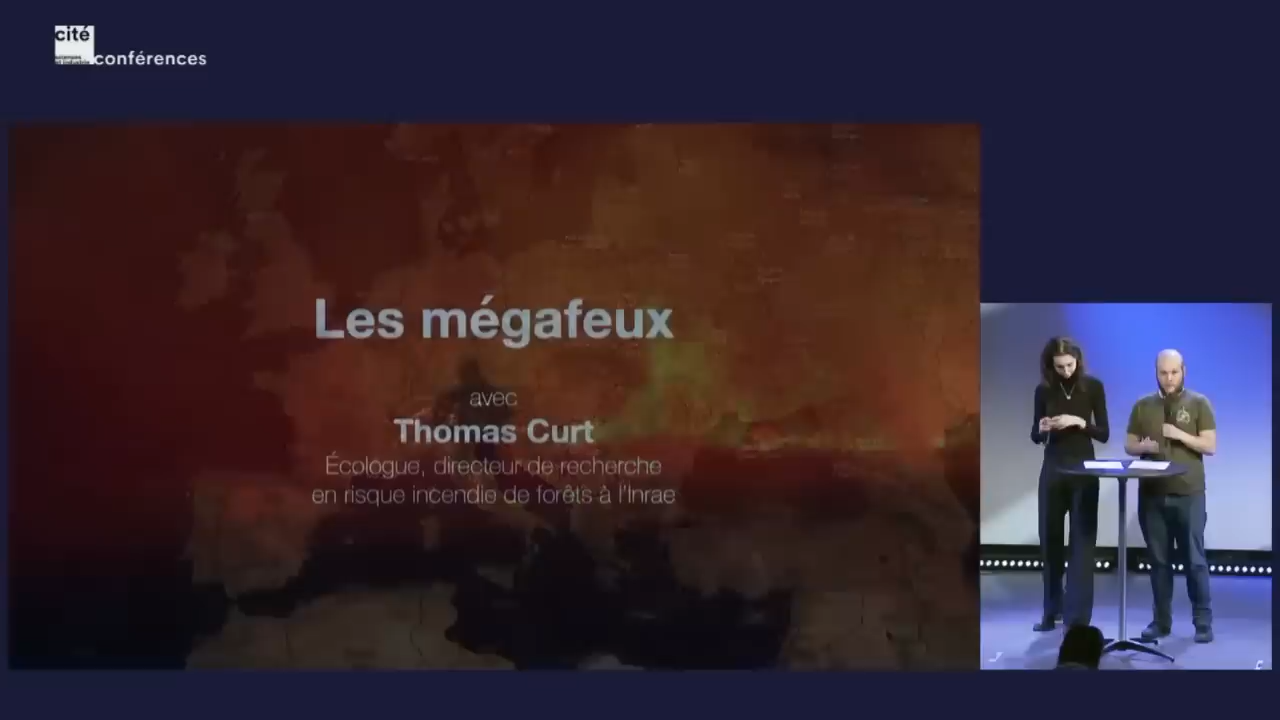 cité
conférences
Les mégafeux
avec
Thomas Curt
Écologue, directeur de recherche
en risque incendie de forêts à l'Inrae